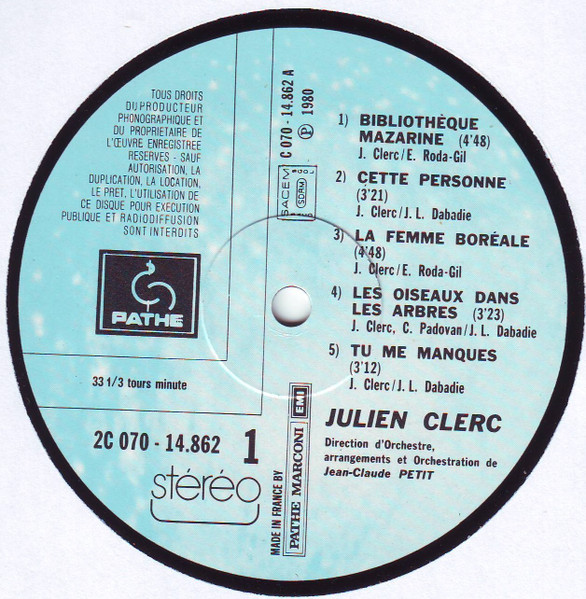 TOUS DROITS
DU PRODUCTEUR
PHONOGRAPHIQUE ET
DU PROPRIETAIRE DE
L'ŒUVRE ENREGISTREE
RESERVES - SAUF
AUTORISATION, LA
DUPLICATION, LA LOCATION,
LE PRET, L'UTILISATION DE
CE DISQUE POUR EXECUTION
PUBLIQUE ET RADIODIFFUSION
SONT INTERDITS
PATHE
33 1/3 tours minute
2C 070 - 14.862 1
stéréo
C 070 - 14.862 A
℗ 1980
SACEM
SDRM
MADE IN FRANCE BY
PATHE MARCONI EMI
1) BIBLIOTHÈQUE
MAZARINE (4'48)
J. Clerc/E. Roda-Gil
2) CETTE PERSONNE
(3'21)
J. Clerc/J.L. Dabadie
3) LA FEMME BORÉALE
(4'48)
J. Clerc/E. Roda-Gil
4) LES OISEAUX DANS
LES ARBRES (3'23)
J. Clerc, C. Padovan/J.L. Dabadie
5) TU ME MANQUES
(3'12)
J. Clerc/J.L. Dabadie
JULIEN CLERC
Direction d'Orchestre,
arrangements et Orchestration de
Jean-Claude PETIT